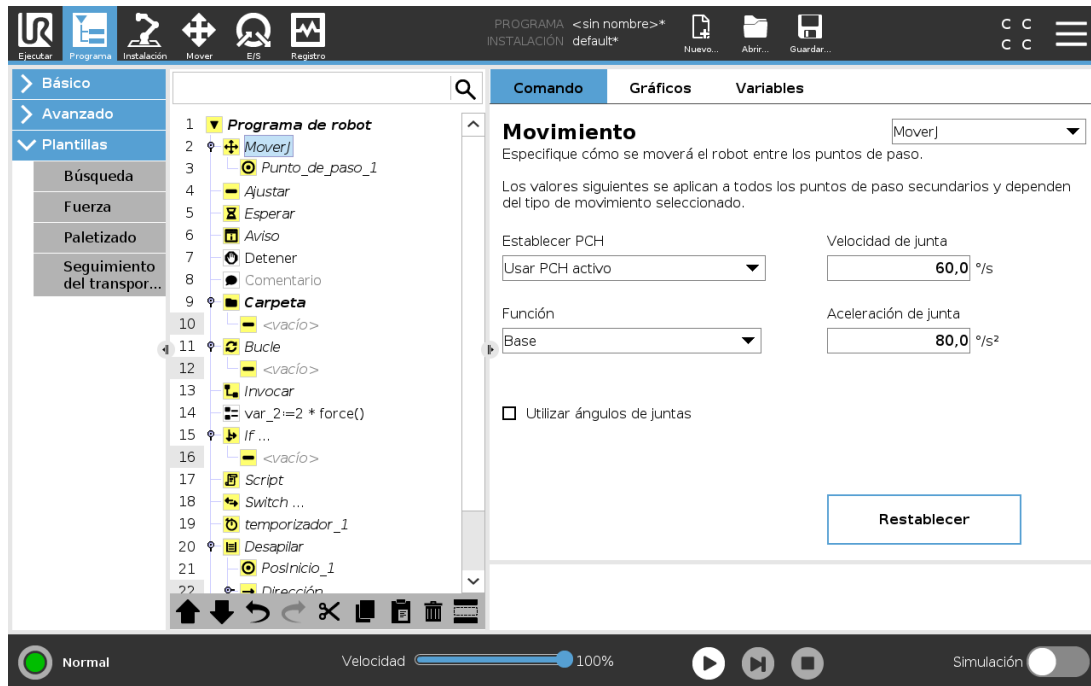 PROGRAMA <sin nombre>*
INSTALACIÓN default*
UR
Ejecutar
Programa
Instalación
Mover
E/S
Registro
Nuevo...
Abrir...
Guardar...
C C
C C
Básico
Avanzado
Plantillas
Búsqueda
Fuerza
Paletizado
Seguimiento
del transpor...
1 Programa de robot
2 MoverJ
3 Punto_de_paso_1
4 Ajustar
5 Esperar
6 Aviso
7 Detener
8 Comentario
9 Carpeta
10 <vacío>
11 Bucle
12 <vacío>
13 Invocar
14 var_2:=2 * force()
15 If ...
16 <vacío>
17 Script
18 Switch ...
19 temporizador_1
20 Desapilar
21 PosInicio_1
22 Dirección
Comando
Gráficos
Variables
Movimiento
MoverJ
Especifique cómo se moverá el robot entre los puntos de paso.
Los valores siguientes se aplican a todos los puntos de paso secundarios y dependen
del tipo de movimiento seleccionado.
Establecer PCH
Velocidad de junta
Usar PCH activo
60,0 °/s
Función
Aceleración de junta
Base
80,0 °/s²
Utilizar ángulos de juntas
Restablecer
Normal
Velocidad
100%
Simulación